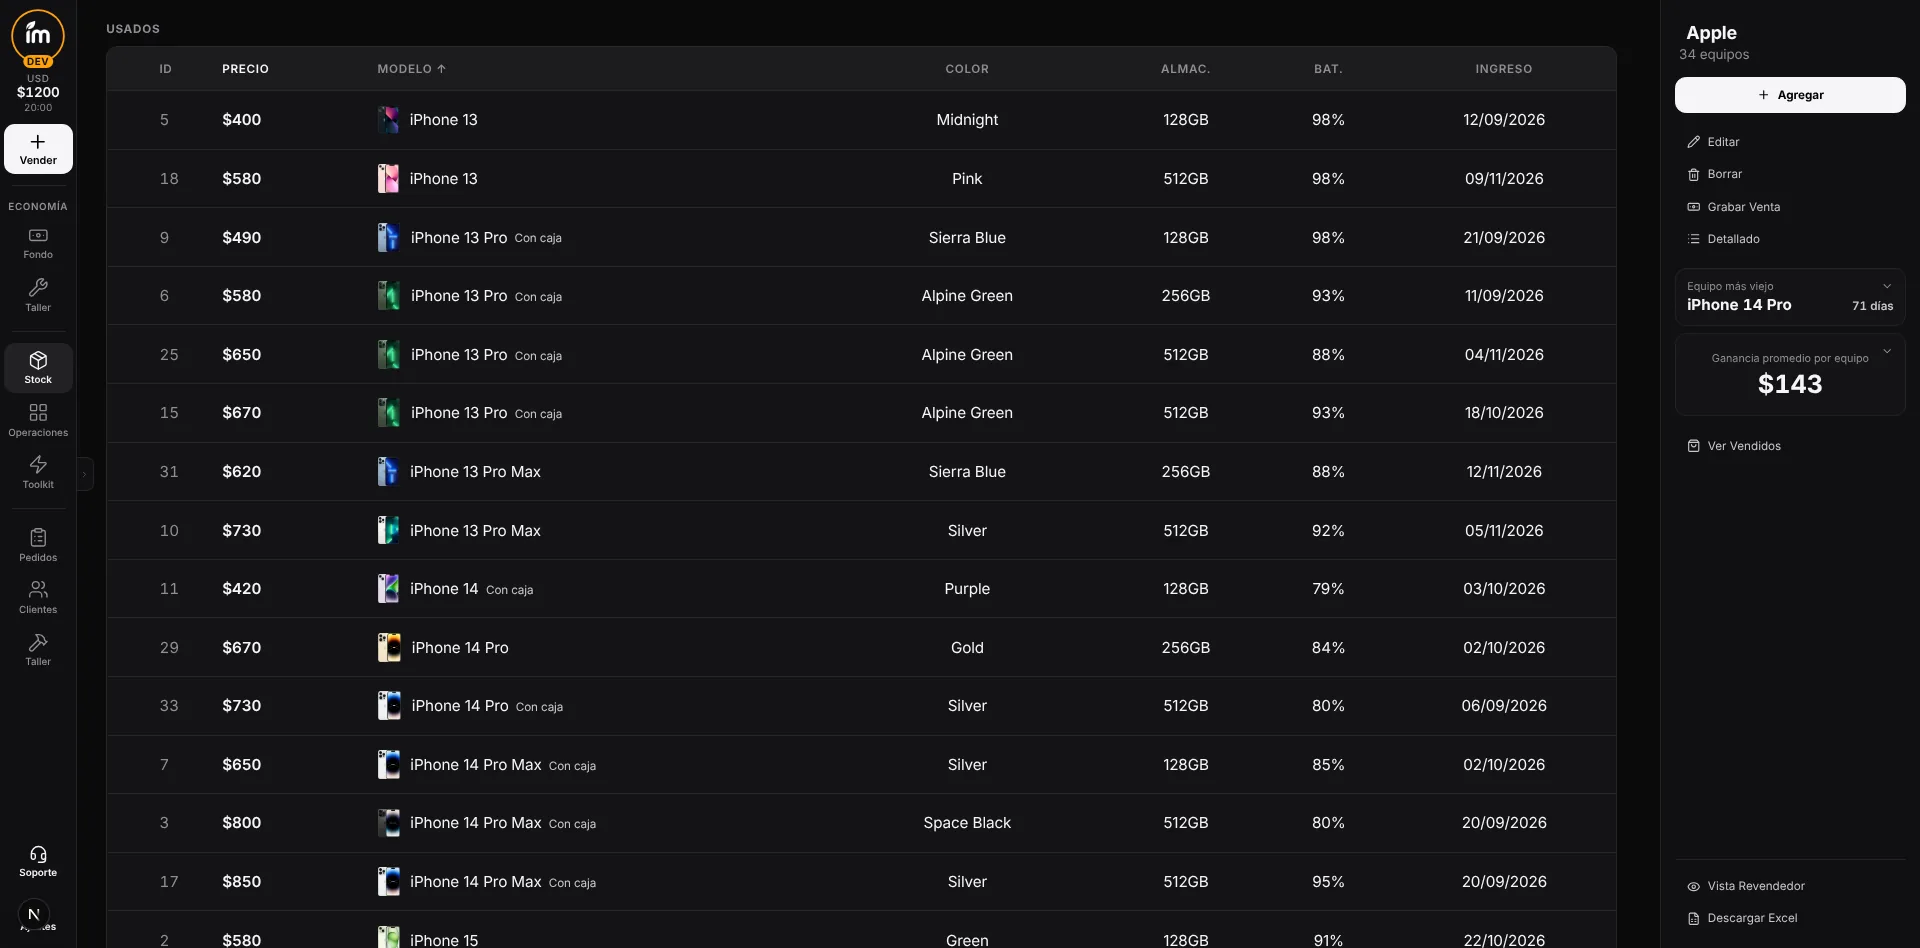 im
DEV
USD
$1200
20:00
Vender
ECONOMÍA
Fondo
Taller
Stock
Operaciones
Toolkit
Pedidos
Clientes
Taller
Soporte
N
USADOS
ID PRECIO MODELO ↑ COLOR ALMAC. BAT. INGRESO
5 $400 iPhone 13 Midnight 128GB 98% 12/09/2026
18 $580 iPhone 13 Pink 512GB 98% 09/11/2026
9 $490 iPhone 13 Pro Con caja Sierra Blue 128GB 98% 21/09/2026
6 $580 iPhone 13 Pro Con caja Alpine Green 256GB 93% 11/09/2026
25 $650 iPhone 13 Pro Con caja Alpine Green 512GB 88% 04/11/2026
15 $670 iPhone 13 Pro Con caja Alpine Green 512GB 93% 18/10/2026
31 $620 iPhone 13 Pro Max Sierra Blue 256GB 88% 12/11/2026
10 $730 iPhone 13 Pro Max Silver 512GB 92% 05/11/2026
11 $420 iPhone 14 Con caja Purple 128GB 79% 03/10/2026
29 $670 iPhone 14 Pro Gold 256GB 84% 02/10/2026
33 $730 iPhone 14 Pro Con caja Silver 512GB 80% 06/09/2026
7 $650 iPhone 14 Pro Max Con caja Silver 128GB 85% 02/10/2026
3 $800 iPhone 14 Pro Max Con caja Space Black 512GB 80% 20/09/2026
17 $850 iPhone 14 Pro Max Con caja Silver 512GB 95% 20/09/2026
2 $580 iPhone 15 Green 128GB 91% 22/10/2026
Apple
34 equipos
+ Agregar
Editar
Borrar
Grabar Venta
Detallado
Equipo más viejo
iPhone 14 Pro 71 días
Ganancia promedio por equipo
$143
Ver Vendidos
Vista Revendedor
Descargar Excel